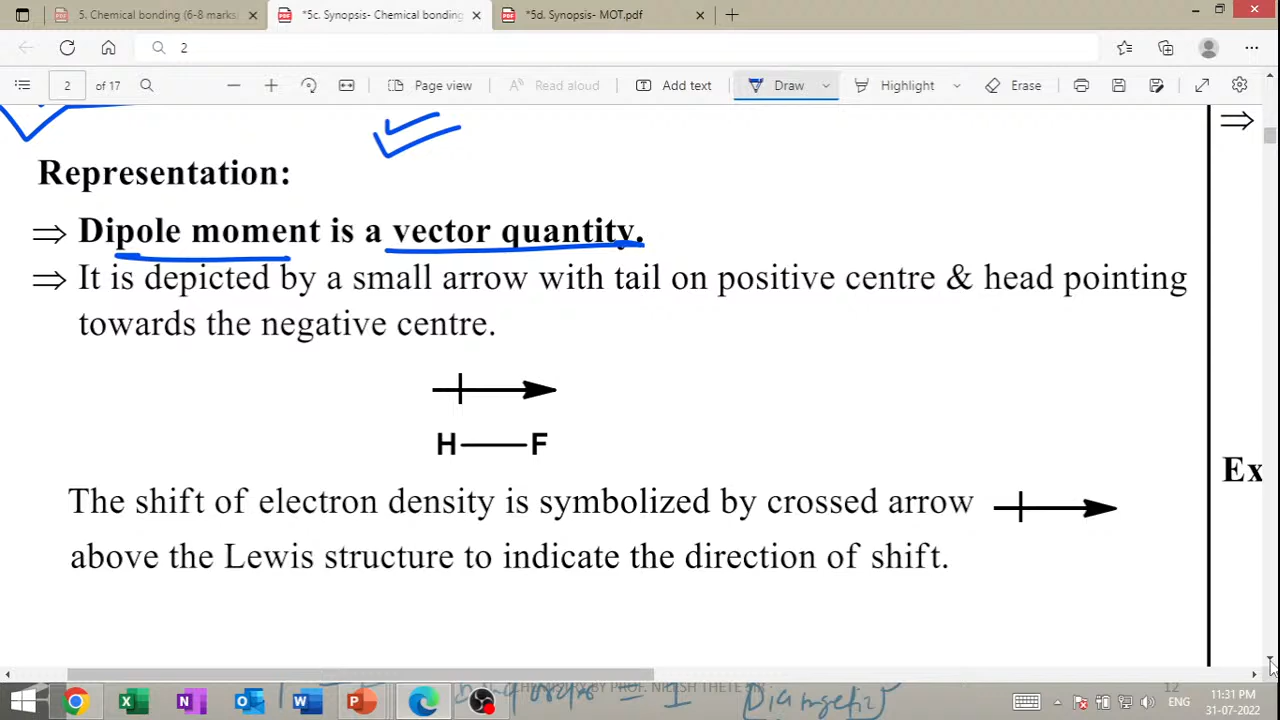 5. Chemical bonding (6-8 marks
*5c. Synopsis- Chemical bonding
*5d. Synopsis- MOT.pdf
2
2 of 17
Page view
Read aloud
Add text
Draw
Highlight
Erase
⇒
Representation:
⇒ Dipole moment is a vector quantity.
⇒ It is depicted by a small arrow with tail on positive centre & head pointing
towards the negative centre.
H—F
Ex
The shift of electron density is symbolized by crossed arrow
above the Lewis structure to indicate the direction of shift.
12
ENG
11:31 PM
31-07-2022